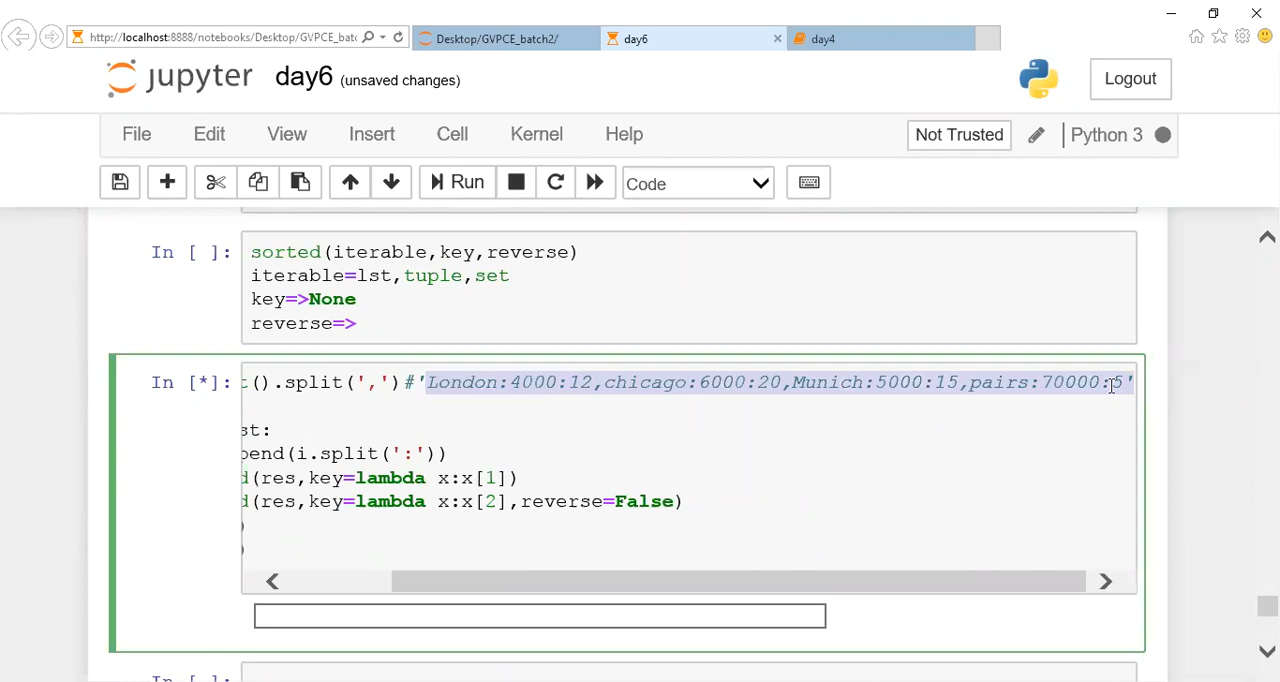 http://localhost:8888/notebooks/Desktop/GVPCE_batc
Desktop/GVPCE_batch2/
day6
day4
jupyter day6 (unsaved changes)
Logout
File Edit View Insert Cell Kernel Help
Not Trusted
Python 3
Run
Code
In [ ]:
sorted(iterable,key,reverse)
iterable=lst,tuple,set
key=>None
reverse=>
In [*]:
t().split(',')#'London:4000:12,chicago:6000:20,Munich:5000:15,pairs:70000:5'
st:
pend(i.split(':'))
d(res,key=lambda x:x[1])
d(res,key=lambda x:x[2],reverse=False)
)
)
In [ ]: